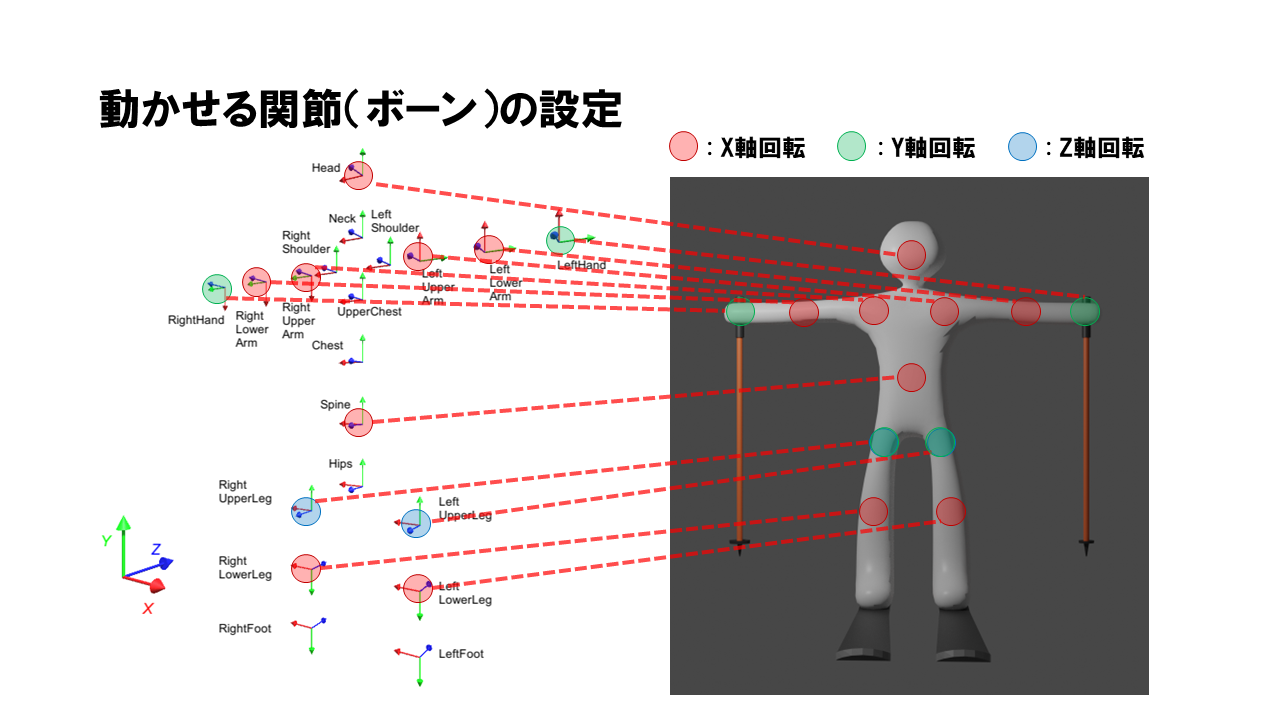 動かせる関節（ボーン）の設定
：X軸回転
：Y軸回転
：Z軸回転
Head
Neck
Left
Shoulder
Right
Shoulder
LeftHand
Left
Upper
Arm
Left
Lower
Arm
RightHand
Right
Lower
Arm
Right
Upper
Arm
UpperChest
Chest
Spine
Hips
Right
UpperLeg
Left
UpperLeg
Right
LowerLeg
Left
LowerLeg
RightFoot
LeftFoot
Y
Z
X